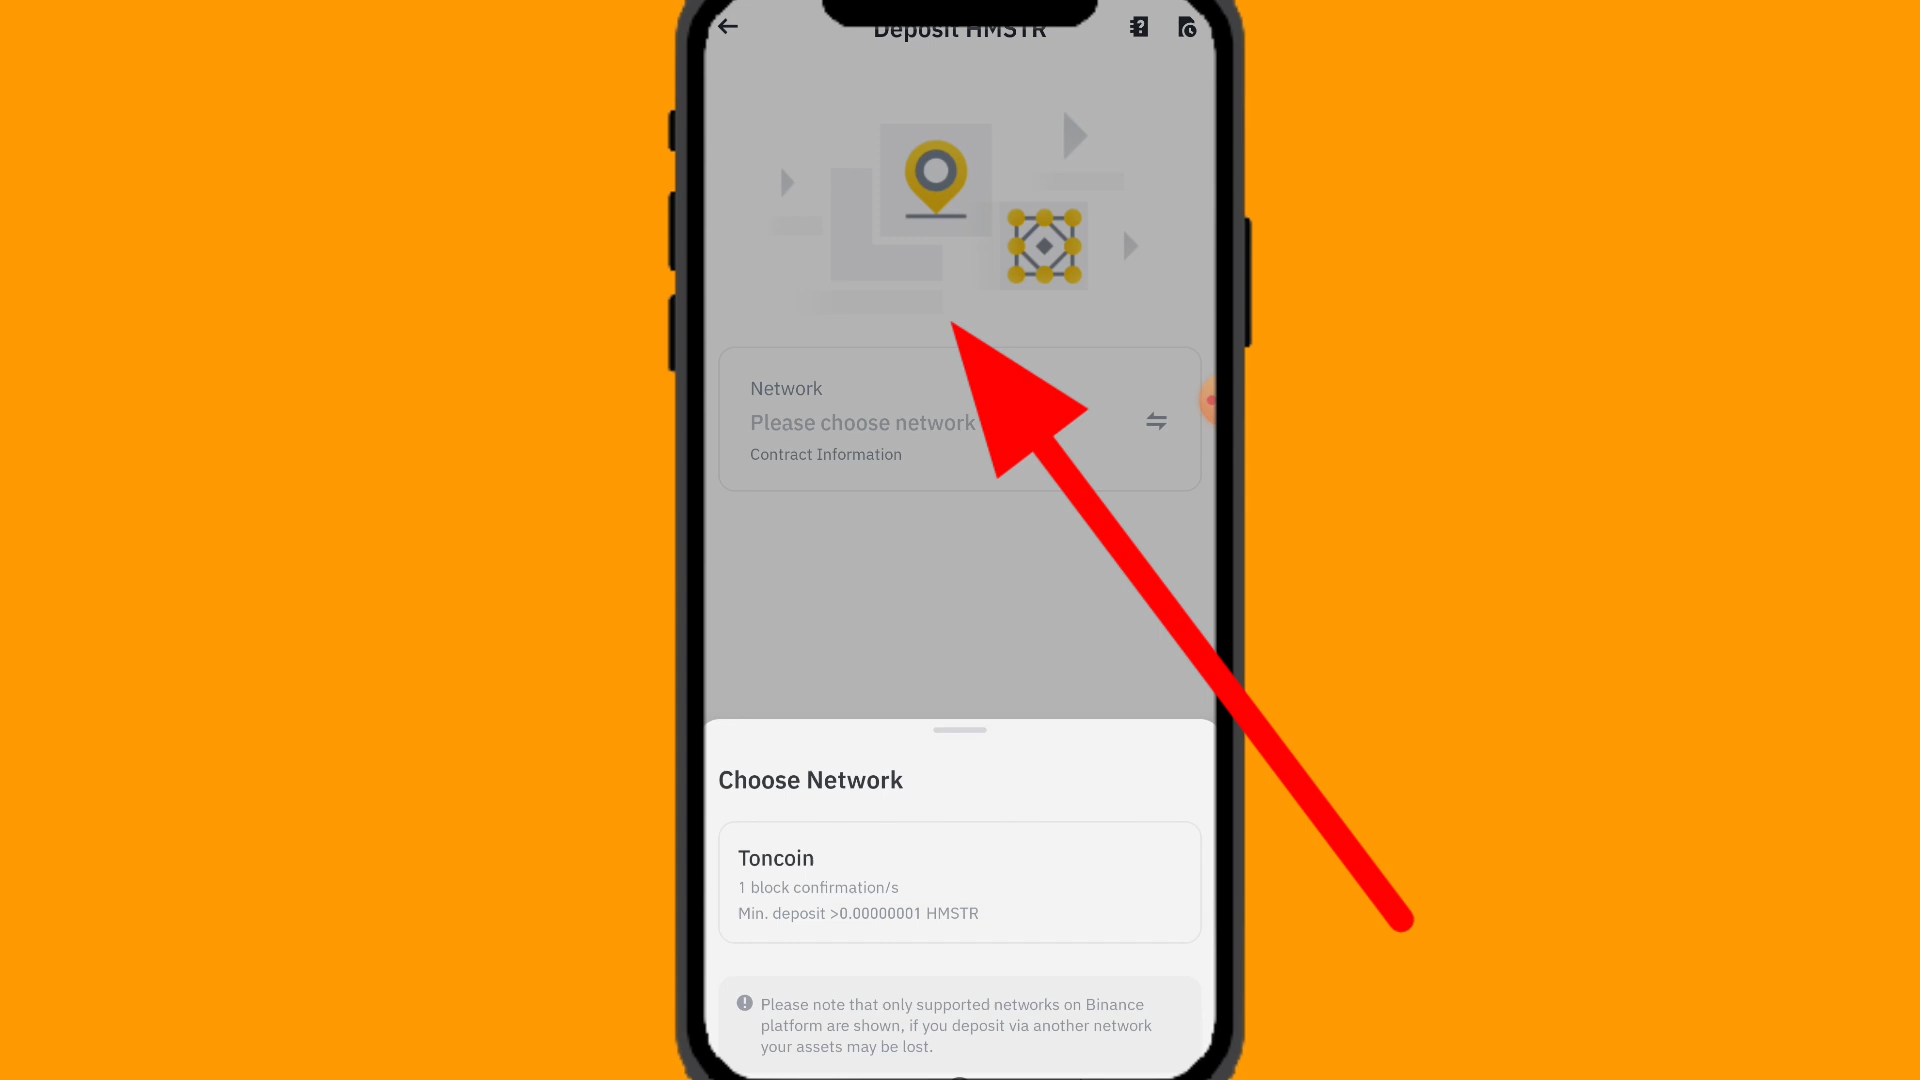 Deposit HMSTR
Network
Please choose network
Contract Information
Choose Network
Toncoin
1 block confirmation/s
Min. deposit >0.00000001 HMSTR
Please note that only supported networks on Binance
platform are shown, if you deposit via another network
your assets may be lost.